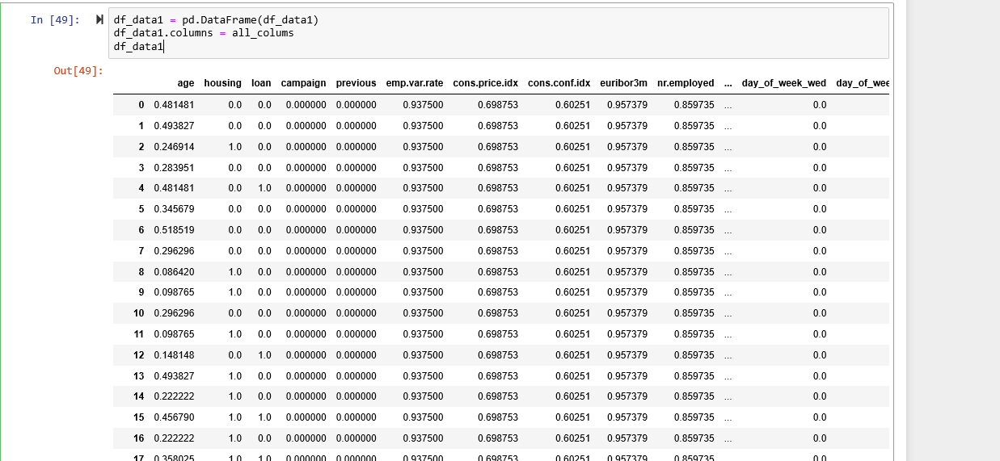 In [49]: df_data1 = pd.DataFrame(df_data1)
df_data1.columns = all_colums
df_data1
Out[49]:
age housing loan campaign previous emp.var.rate cons.price.idx cons.conf.idx euribor3m nr.employed ... day_of_week_wed day_of_wee
0 0.481481 0.0 0.0 0.000000 0.000000 0.937500 0.698753 0.60251 0.957379 0.859735 ... 0.0
1 0.493827 0.0 0.0 0.000000 0.000000 0.937500 0.698753 0.60251 0.957379 0.859735 ... 0.0
2 0.246914 1.0 0.0 0.000000 0.000000 0.937500 0.698753 0.60251 0.957379 0.859735 ... 0.0
3 0.283951 0.0 0.0 0.000000 0.000000 0.937500 0.698753 0.60251 0.957379 0.859735 ... 0.0
4 0.481481 0.0 1.0 0.000000 0.000000 0.937500 0.698753 0.60251 0.957379 0.859735 ... 0.0
5 0.345679 0.0 0.0 0.000000 0.000000 0.937500 0.698753 0.60251 0.957379 0.859735 ... 0.0
6 0.518519 0.0 0.0 0.000000 0.000000 0.937500 0.698753 0.60251 0.957379 0.859735 ... 0.0
7 0.296296 0.0 0.0 0.000000 0.000000 0.937500 0.698753 0.60251 0.957379 0.859735 ... 0.0
8 0.086420 1.0 0.0 0.000000 0.000000 0.937500 0.698753 0.60251 0.957379 0.859735 ... 0.0
9 0.098765 1.0 0.0 0.000000 0.000000 0.937500 0.698753 0.60251 0.957379 0.859735 ... 0.0
10 0.296296 0.0 0.0 0.000000 0.000000 0.937500 0.698753 0.60251 0.957379 0.859735 ... 0.0
11 0.098765 1.0 0.0 0.000000 0.000000 0.937500 0.698753 0.60251 0.957379 0.859735 ... 0.0
12 0.148148 0.0 1.0 0.000000 0.000000 0.937500 0.698753 0.60251 0.957379 0.859735 ... 0.0
13 0.493827 1.0 0.0 0.000000 0.000000 0.937500 0.698753 0.60251 0.957379 0.859735 ... 0.0
14 0.222222 1.0 0.0 0.000000 0.000000 0.937500 0.698753 0.60251 0.957379 0.859735 ... 0.0
15 0.456790 1.0 1.0 0.000000 0.000000 0.937500 0.698753 0.60251 0.957379 0.859735 ... 0.0
16 0.222222 1.0 0.0 0.000000 0.000000 0.937500 0.698753 0.60251 0.957379 0.859735 ... 0.0
17 0.358025 1.0 1.0 0.000000 0.000000 0.937500 0.698753 0.60251 0.957379 0.859735 ... 0.0